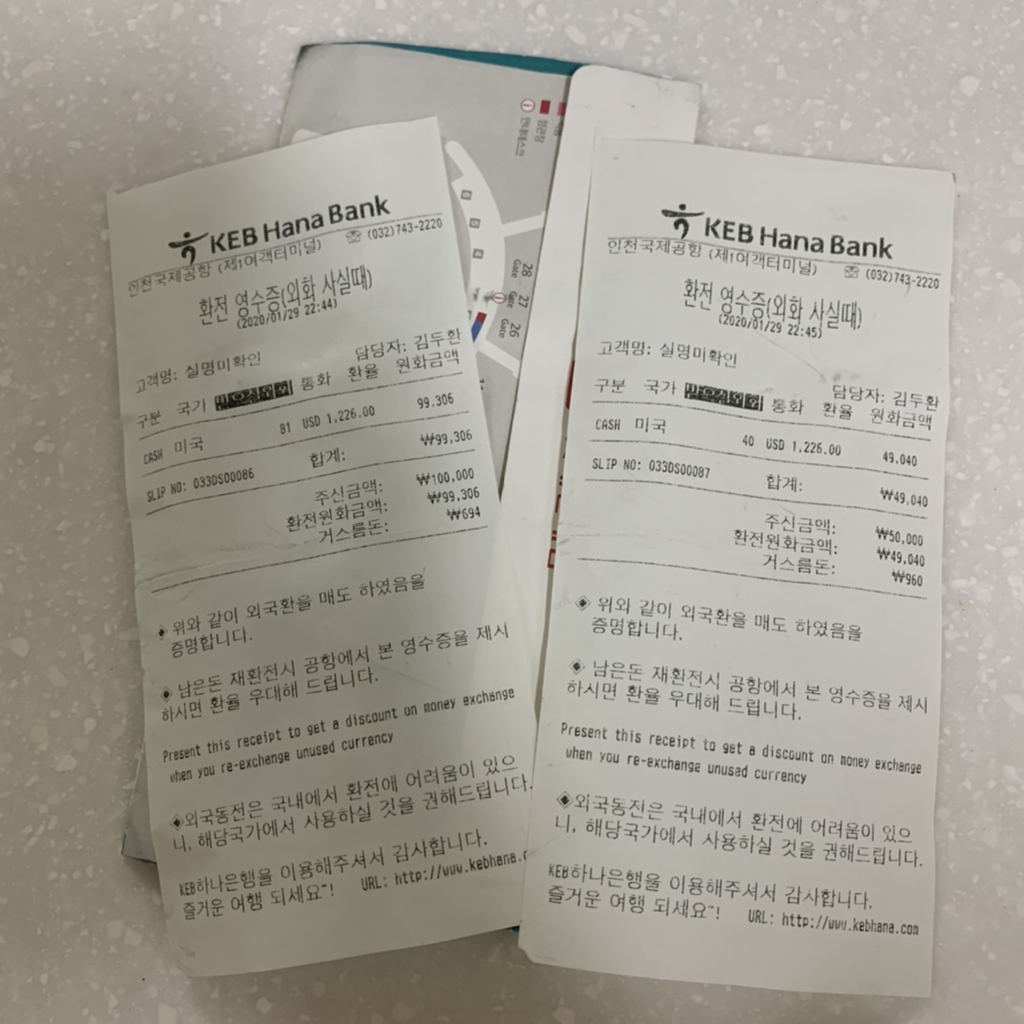 정관장
안내데스크
28
Gate
27
Gate
26
Gate
KEB Hana Bank
인천국제공항 (제1여객터미널) ☏ (032)743-2220
환전 영수증(외화 사실때)
(2020/01/29 22:44)
고객명: 실명미확인 담당자: 김두환
구분 국가 통화 환율 원화금액
CASH 미국 81 USD 1,226.00 99,306
SLIP NO: 033DS00086 합계: ₩99,306
주신금액: ₩100,000
환전원화금액: ₩99,306
거스름돈: ₩694
◈ 위와 같이 외국환을 매도 하였음을
증명합니다.
◈ 남은돈 재환전시 공항에서 본 영수증을 제시
하시면 환율 우대해 드립니다.
Present this receipt to get a discount on money exchange
when you re-exchange unused currency
◈외국동전은 국내에서 환전에 어려움이 있으
니, 해당국가에서 사용하실 것을 권해드립니다.
KEB하나은행을 이용해주셔서 감사합니다.
즐거운 여행 되세요~! URL: http://www.kebhana.c
KEB Hana Bank
인천국제공항 (제1여객터미널) ☏ (032)743-2220
환전 영수증(외화 사실때)
(2020/01/29 22:45)
고객명: 실명미확인 담당자: 김두환
구분 국가 통화 환율 원화금액
CASH 미국 40 USD 1,226.00 49,040
SLIP NO: 033DS00087 합계: ₩49,040
주신금액: ₩50,000
환전원화금액: ₩49,040
거스름돈: ₩960
◈ 위와 같이 외국환을 매도 하였음을
증명합니다.
◈ 남은돈 재환전시 공항에서 본 영수증을 제시
하시면 환율 우대해 드립니다.
Present this receipt to get a discount on money exchange
when you re-exchange unused currency
◈외국동전은 국내에서 환전에 어려움이 있으
니, 해당국가에서 사용하실 것을 권해드립니다.
KEB하나은행을 이용해주셔서 감사합니다.
즐거운 여행 되세요~! URL: http://www.kebhana.com